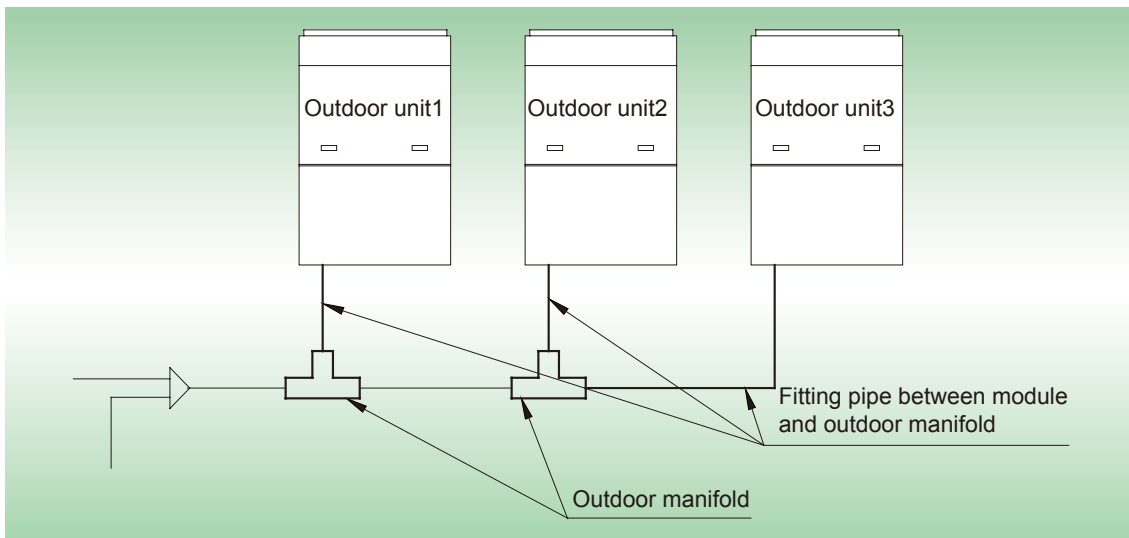 Outdoor unit1
Outdoor unit2
Outdoor unit3
Fitting pipe between module
and outdoor manifold
Outdoor manifold